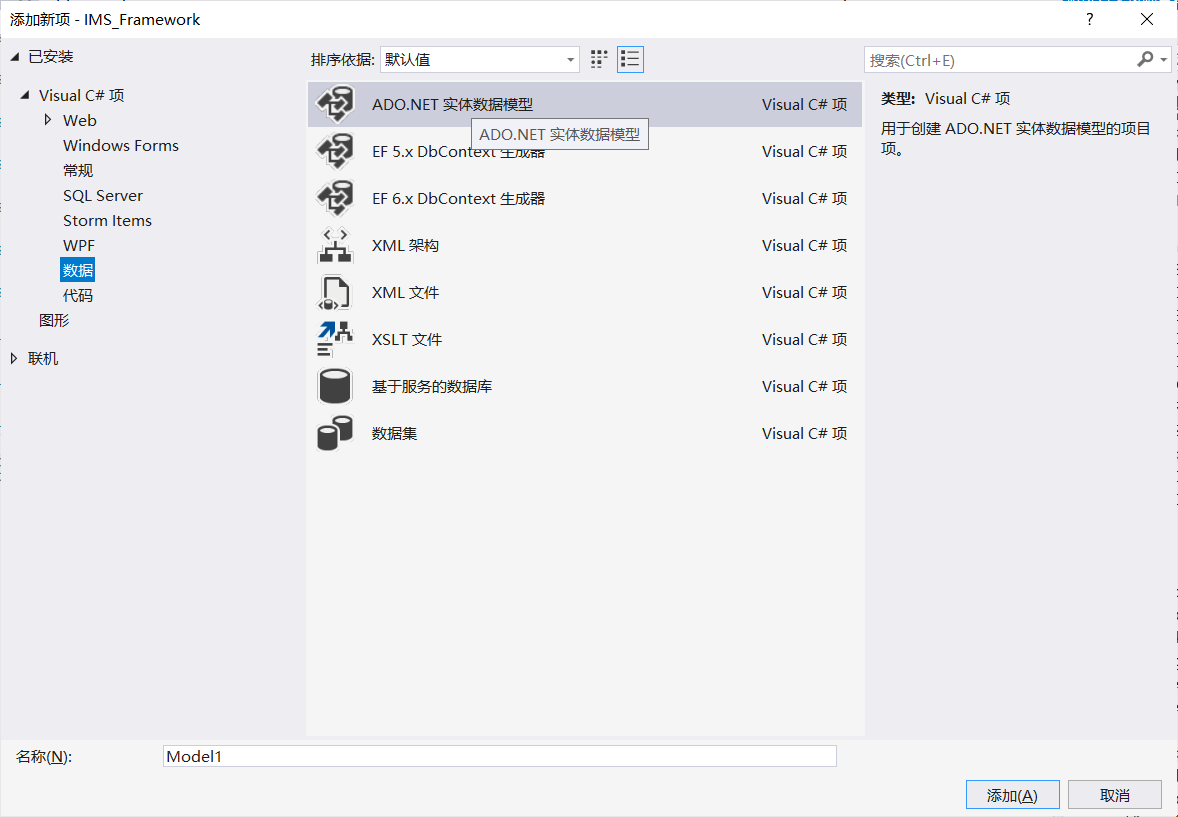 添加新项 - IMS_Framework
?
已安装
Visual C# 项
Web
Windows Forms
常规
SQL Server
Storm Items
WPF
数据
代码
图形
联机
排序依据: 默认值
搜索(Ctrl+E)
ADO.NET 实体数据模型 Visual C# 项
ADO.NET 实体数据模型
EF 5.x DbContext 生成器 Visual C# 项
EF 6.x DbContext 生成器 Visual C# 项
XML 架构 Visual C# 项
XML 文件 Visual C# 项
XSLT 文件 Visual C# 项
基于服务的数据库 Visual C# 项
数据集 Visual C# 项
类型: Visual C# 项
用于创建 ADO.NET 实体数据模型的项目
项。
名称(N): Model1
添加(A) 取消